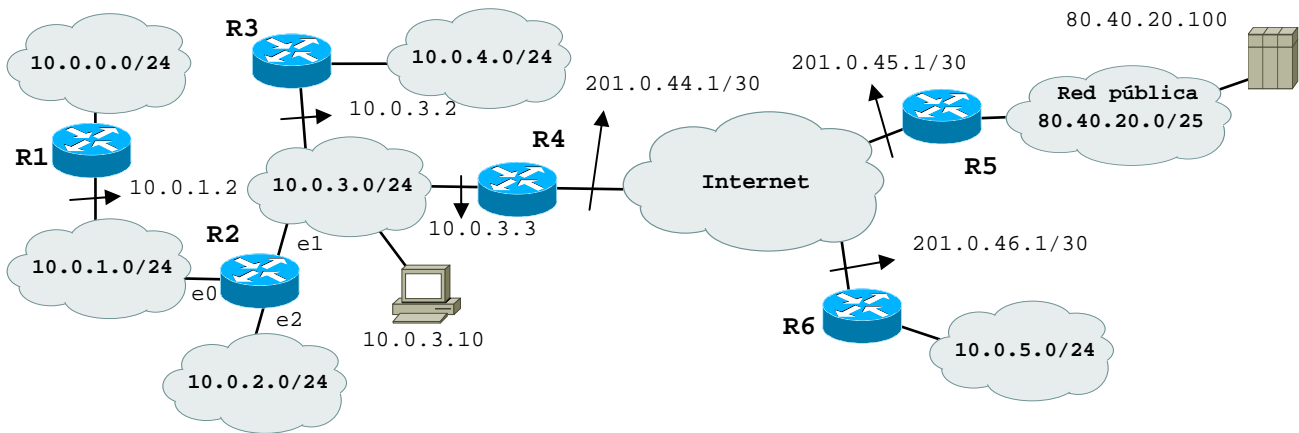 80.40.20.100
R3
10.0.0.0/24
10.0.4.0/24
201.0.44.1/30
201.0.45.1/30
Red pública
80.40.20.0/25
10.0.3.2
R4
R1
R5
10.0.1.2
10.0.3.0/24
Internet
10.0.3.3
R2
e1
201.0.46.1/30
10.0.1.0/24
e0
e2
R6
10.0.3.10
10.0.5.0/24
10.0.2.0/24